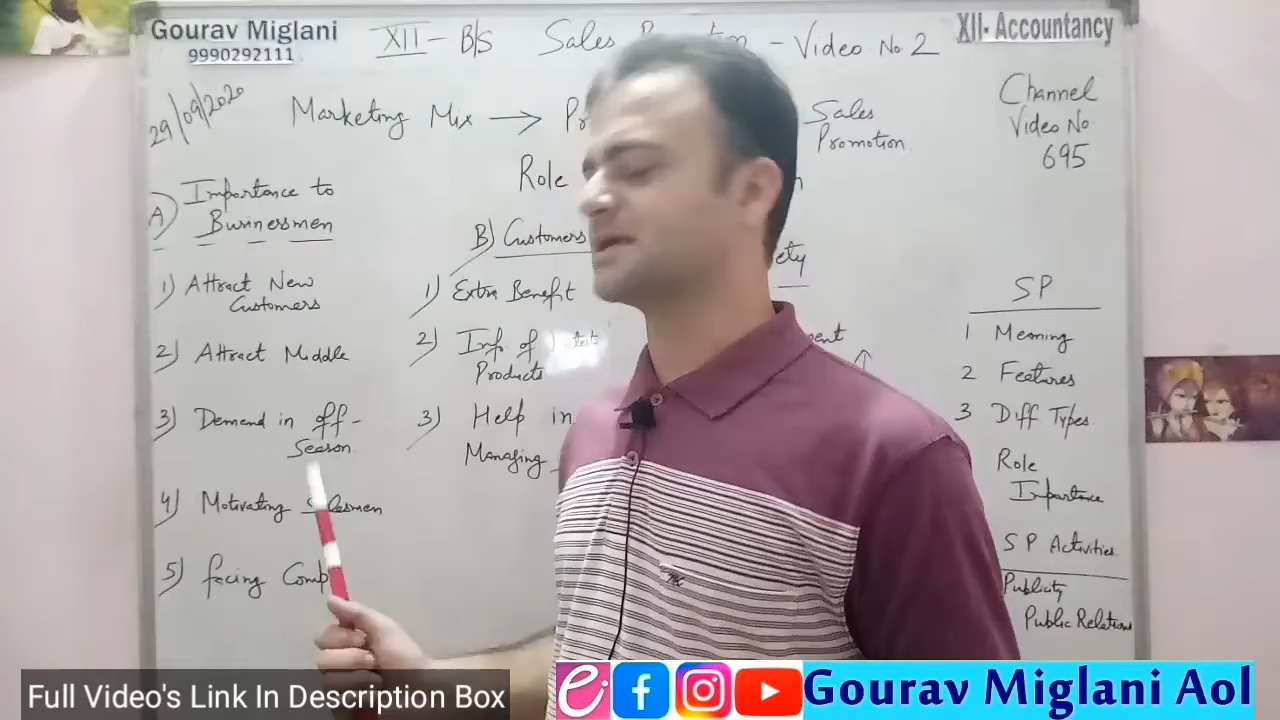 Gourav Miglani
9990292111
XII - B/S Sales - Video No 2
XII- Accountancy
29/09/2020
Marketing Mix → Sales
Promotion
Channel
Video No.
695
Role
A) Importance to
Businessmen
B) Customers
1) Attract New
Customers
2) Attract Middle
3) Demand in off-
Season
4) Motivating Salesmen
5) facing Comp
1) Extra Benefit
2) Inf. of
Products
3) Help in
Managing
SP
1 Meaning
2 Features
3 Diff Types
Role
Importance
SP Activities
Publicity
Public Relations
Full Video's Link In Description Box
Gourav Miglani Aol